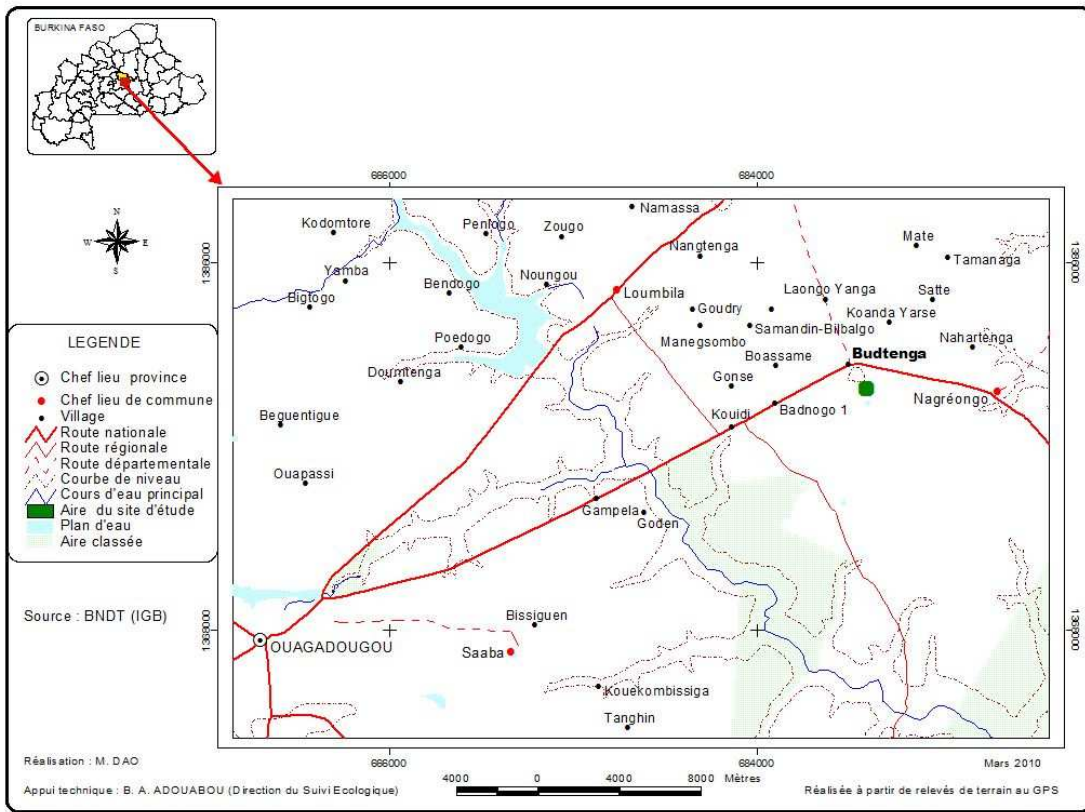 BURKINA FASO
666000
684000
N
W
E
S
1386000
1386000
Kodomtore
Penlogo
Zougo
Namassa
Nangtenga
Mate
Tamanaga
Yamba
Bendogo
Noungou
Loumbila
Laongo Yanga
Satte
Bigtogo
Goudry
Koanda Yarse
Manegsombo
Samandin-Bilbalgo
Nahartenga
Poedogo
Boassame
Budtenga
Doumtenga
Gonse
Nagréongo
Badnogo 1
Beguentigue
Kouidi
Ouapassi
Gampela
Goden
Bissiguen
OUAGADOUGOU
Saaba
Kouekombissiga
Tanghin
1368000
1368000
LEGENDE
Chef lieu province
Chef lieu de commune
Village
Route nationale
Route régionale
Route départementale
Courbe de niveau
Cours d'eau principal
Aire du site d'étude
Plan d'eau
Aire classée
Source : BNDT (IGB)
666000
684000
Réalisation : M. DAO
Mars 2010
4000 0 4000 8000 Mètres
Appui technique : B. A. ADOUABOU (Direction du Suivi Ecologique)
Réalisée à partir de relevés de terrain au GPS